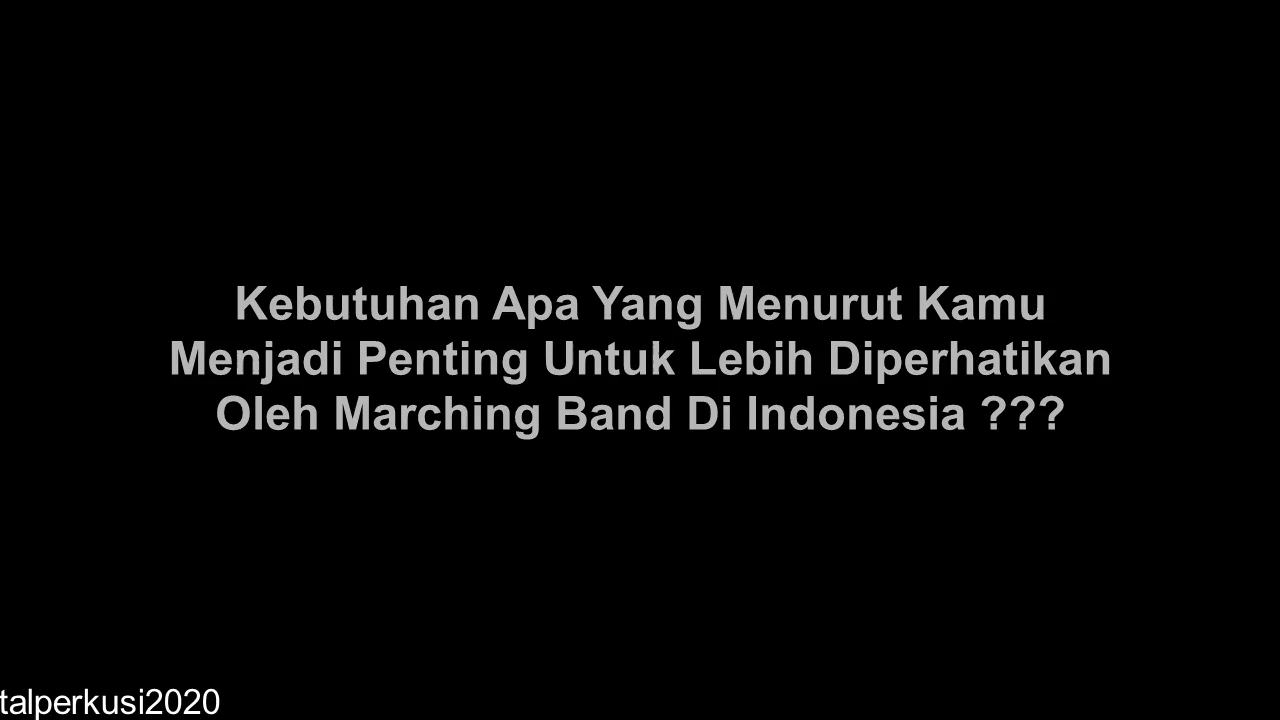 Kebutuhan Apa Yang Menurut Kamu
Menjadi Penting Untuk Lebih Diperhatikan
Oleh Marching Band Di Indonesia ???
talperkusi2020